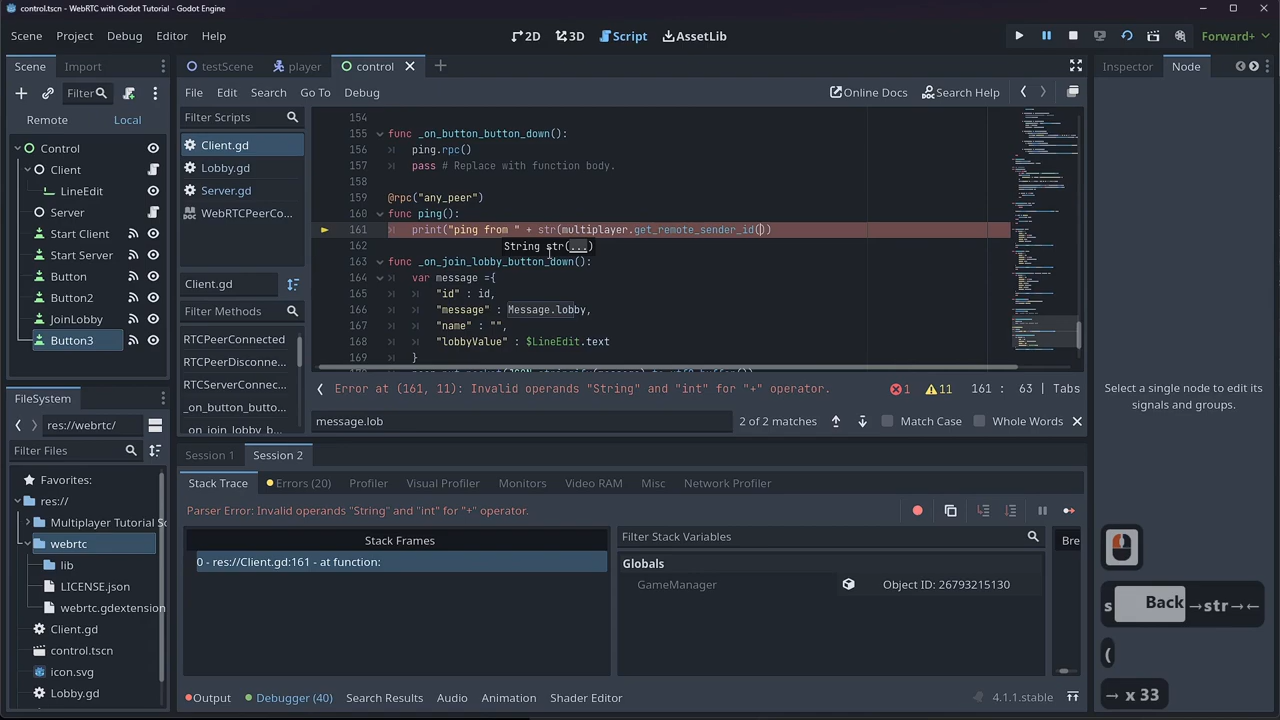 control.tscn - WebRTC with Godot Tutorial - Godot Engine
Scene Project Debug Editor Help
2D 3D Script AssetLib
Forward+
Scene Import
testScene player control
Inspector Node
Filter
File Edit Search Go To Debug
Online Docs Search Help
Remote Local
Filter Scripts
Control
Client
LineEdit
Server
Start Client
Start Server
Button
Button2
JoinLobby
Button3
Client.gd
Lobby.gd
Server.gd
WebRTCPeerCo...
Client.gd
Filter Methods
RTCPeerConnected
RTCPeerDisconne...
RTCServerConnec...
_on_button_butto...
_on_join_lobby_b...
154
155 func _on_button_button_down():
156 ping.rpc()
157 pass # Replace with function body.
158
159 @rpc("any_peer")
160 func ping():
161 print("ping from " + str(multiplayer.get_remote_sender_id())
162 String str(...)
163 func _on_join_lobby_button_down():
164 var message ={
165 "id" : id,
166 "message" : Message.lobby,
167 "name" : "",
168 "lobbyValue" : $LineEdit.text
169 }
Error at (161, 11): Invalid operands "String" and "int" for "+" operator.
1 11 161 : 63 | Tabs
message.lob
2 of 2 matches Match Case Whole Words
Select a single node to edit its
signals and groups.
FileSystem
res://webrtc/
Filter Files
Favorites:
res://
Multiplayer Tutorial Sc
webrtc
lib
LICENSE.json
webrtc.gdextension
Client.gd
control.tscn
icon.svg
Lobby.gd
Session 1 Session 2
Stack Trace Errors (20) Profiler Visual Profiler Monitors Video RAM Misc Network Profiler
Parser Error: Invalid operands "String" and "int" for "+" operator.
Stack Frames
0 - res://Client.gd:161 - at function:
Filter Stack Variables
Globals
GameManager Object ID: 26793215130
Bre
s Back →str→←
(
→ x 33
Output Debugger (40) Search Results Audio Animation Shader Editor
4.1.1.stable